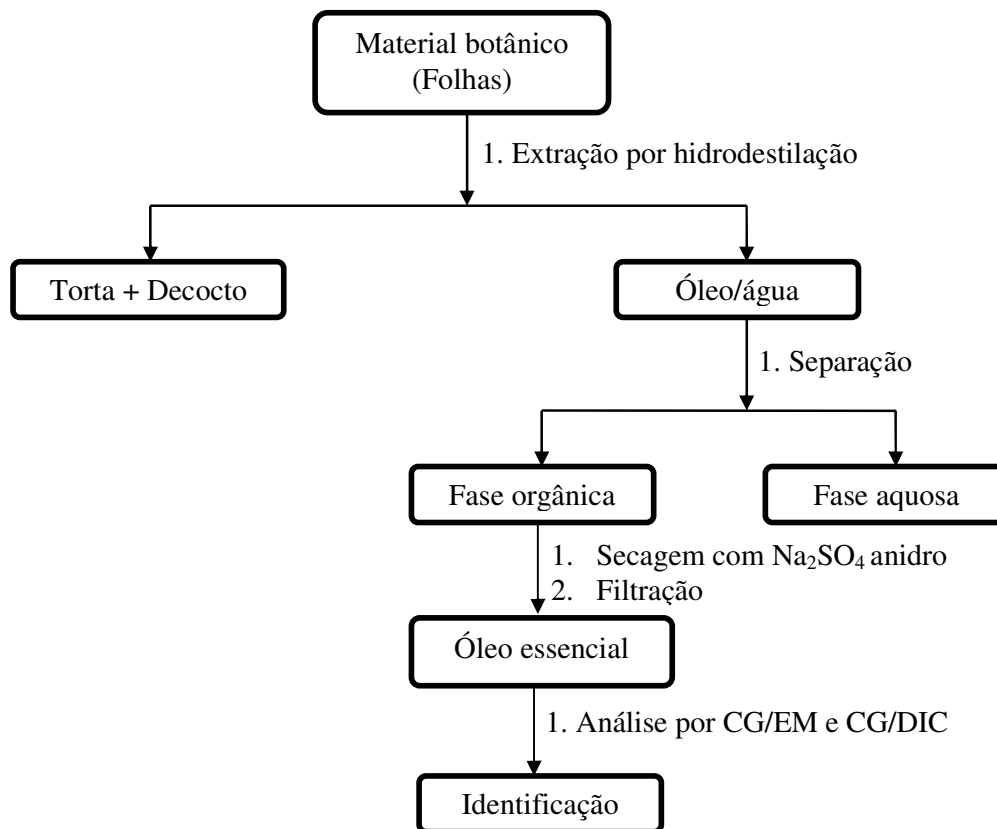 Material botânico
(Folhas)
1. Extração por hidrodestilação
Torta + Decocto
Óleo/água
1. Separação
Fase orgânica
Fase aquosa
1. Secagem com Na₂SO₄ anidro
2. Filtração
Óleo essencial
1. Análise por CG/EM e CG/DIC
Identificação